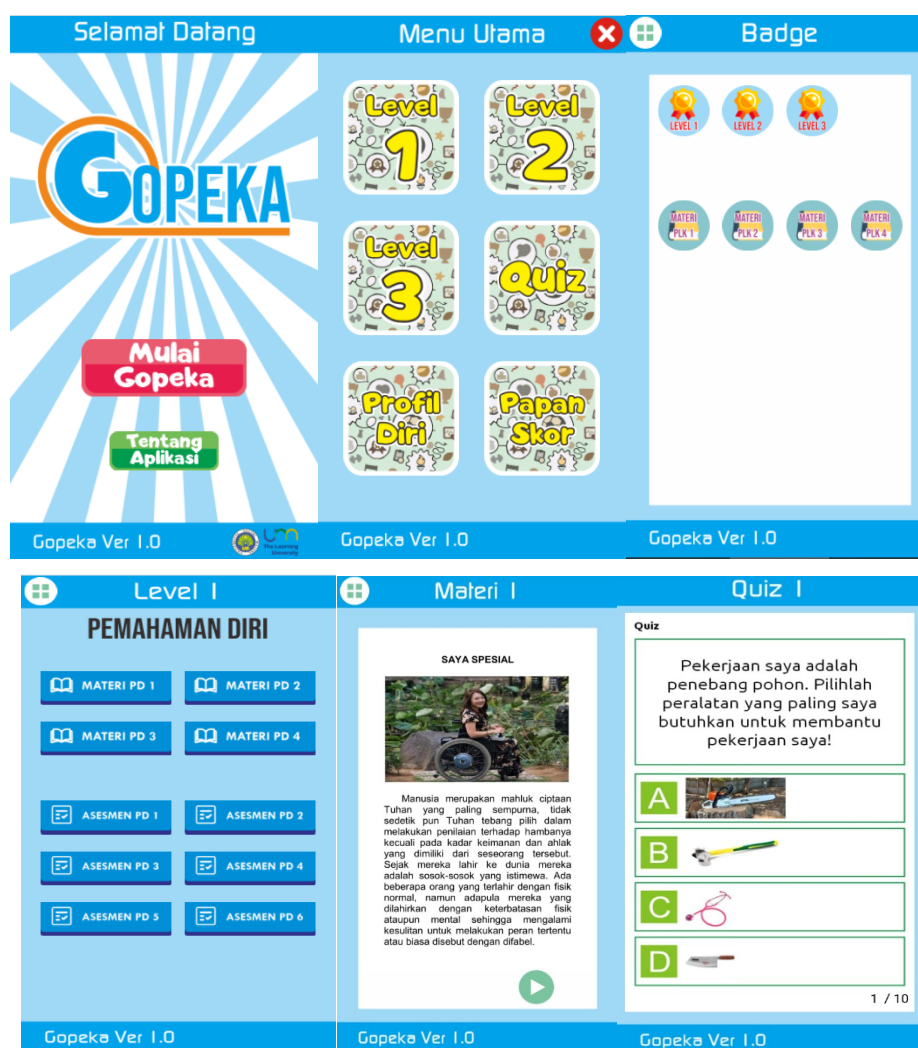 Selamat Datang
GOPEKA
Mulai
Gopeka
Tentang
Aplikasi
Gopeka Ver 1.0
The Learning
University
Menu Utama
Level
1
Level
2
Level
3
Quiz
Profil
Diri
Papan
Skor
Gopeka Ver 1.0
Badge
LEVEL 1
LEVEL 2
LEVEL 3
MATERI
PLK 1
MATERI
PLK 2
MATERI
PLK 3
MATERI
PLK 4
Gopeka Ver 1.0
Level 1
PEMAHAMAN DIRI
MATERI PD 1
MATERI PD 2
MATERI PD 3
MATERI PD 4
ASESMEN PD 1
ASESMEN PD 2
ASESMEN PD 3
ASESMEN PD 4
ASESMEN PD 5
ASESMEN PD 6
Gopeka Ver 1.0
Materi 1
SAYA SPESIAL
Manusia merupakan mahluk ciptaan
Tuhan yang paling sempurna, tidak
sedetik pun Tuhan tebang pilih dalam
melakukan penilaian terhadap hambanya
kecuali pada kadar keimanan dan ahlak
yang dimiliki dari seseorang tersebut.
Sejak mereka lahir ke dunia mereka
adalah sosok-sosok yang istimewa. Ada
beberapa orang yang terlahir dengan fisik
normal, namun adapula mereka yang
dilahirkan dengan keterbatasan fisik
ataupun mental sehingga mengalami
kesulitan untuk melakukan peran tertentu
atau biasa disebut dengan difabel.
Gopeka Ver 1.0
Quiz 1
Quiz
Pekerjaan saya adalah
penebang pohon. Pilihlah
peralatan yang paling saya
butuhkan untuk membantu
pekerjaan saya!
A
B
C
D
1 / 10
Gopeka Ver 1.0